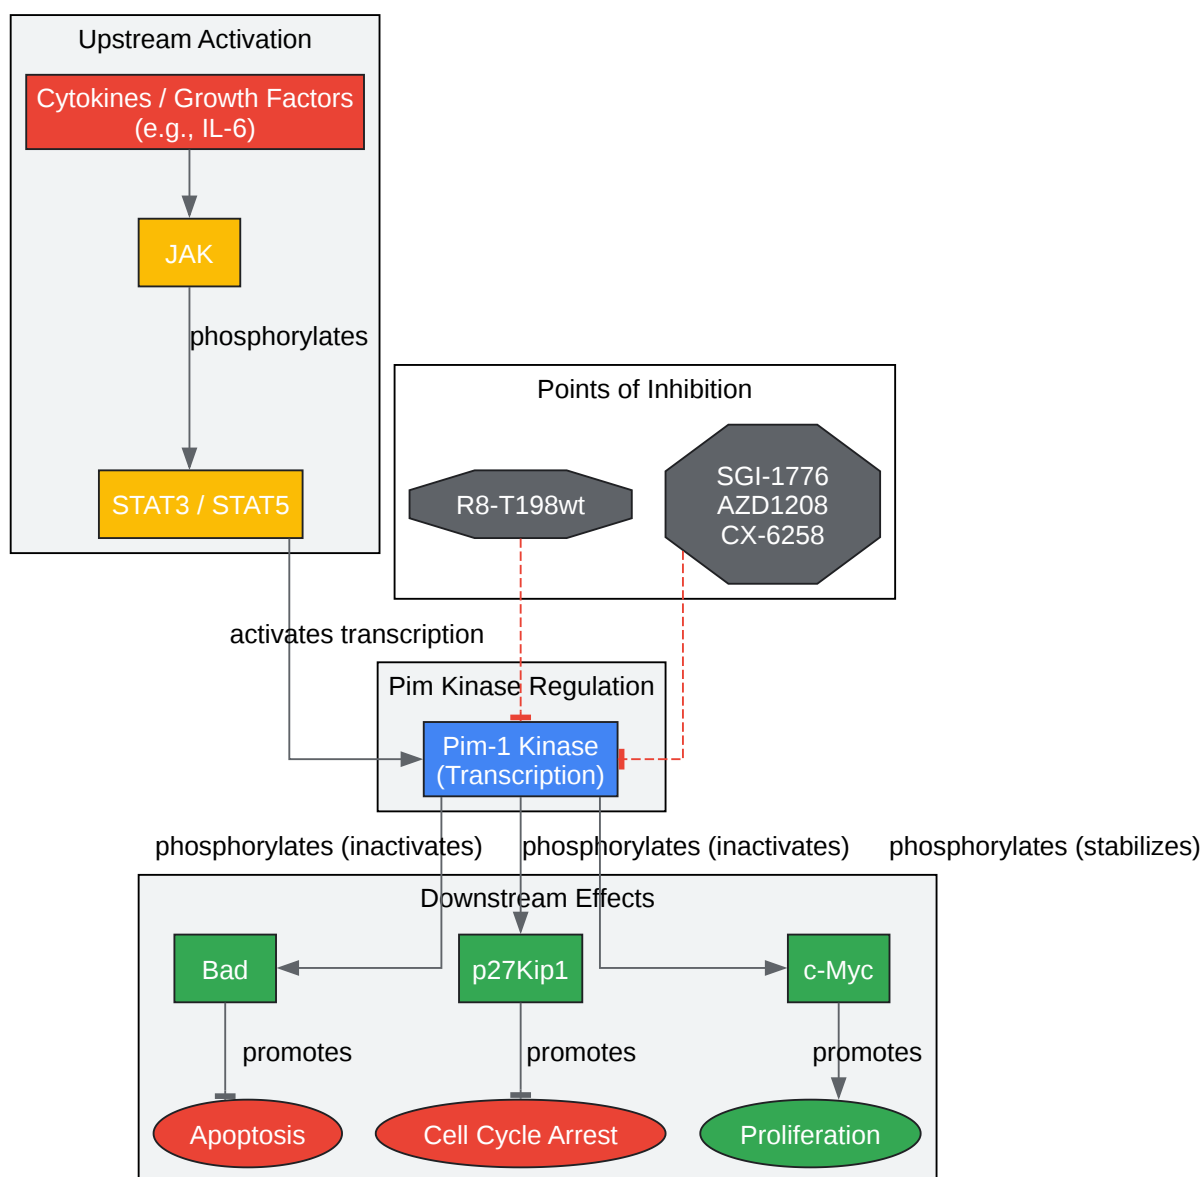 Upstream Activation
Cytokines / Growth Factors
(e.g., IL-6)
JAK
phosphorylates
STAT3 / STAT5
Points of Inhibition
R8-T198wt
SGI-1776
AZD1208
CX-6258
activates transcription
Pim Kinase Regulation
Pim-1 Kinase
(Transcription)
phosphorylates (inactivates)
phosphorylates (inactivates)
phosphorylates (stabilizes)
Downstream Effects
Bad
p27Kip1
c-Myc
promotes
promotes
promotes
Apoptosis
Cell Cycle Arrest
Proliferation